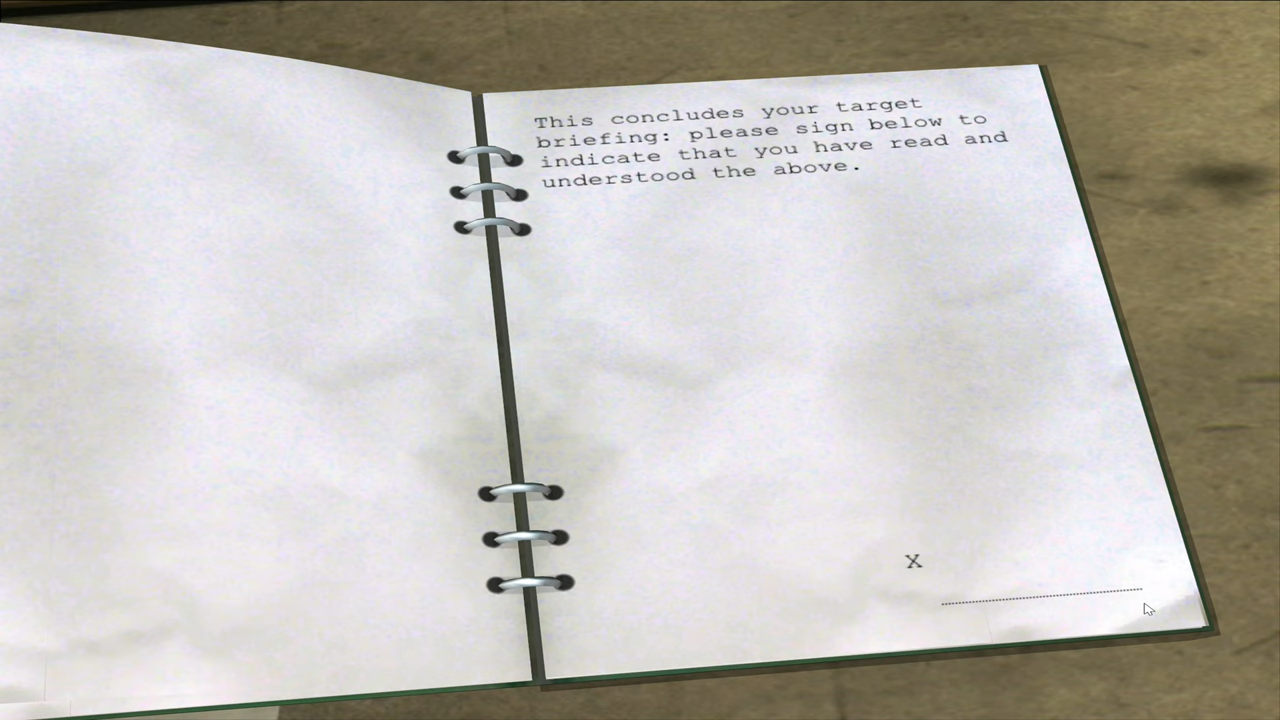 This concludes your target
briefing: please sign below to
indicate that you have read and
understood the above.
X